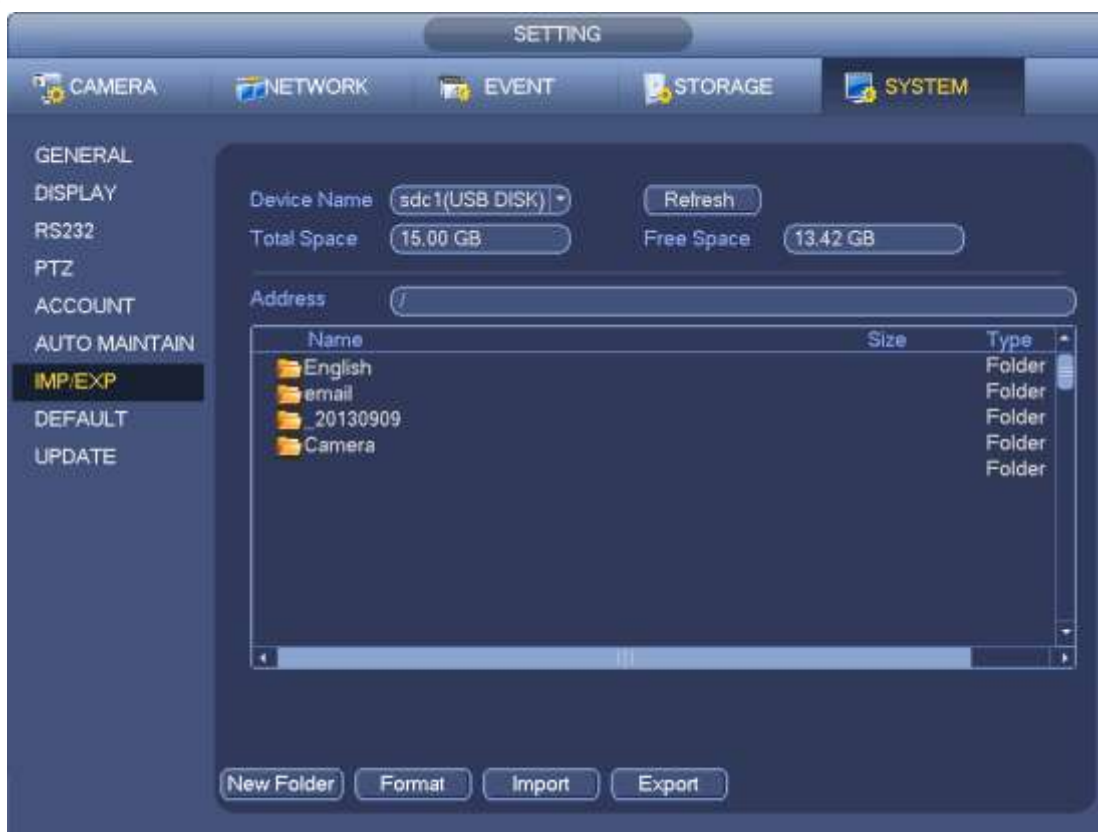 SETTING
CAMERA NETWORK EVENT STORAGE SYSTEM
GENERAL
DISPLAY
RS232
PTZ
ACCOUNT
AUTO MAINTAIN
IMP/EXP
DEFAULT
UPDATE
Device Name sdc1(USB DISK) Refresh
Total Space 15.00 GB Free Space 13.42 GB
Address /
Name Size Type
English Folder
email Folder
_20130909 Folder
Camera Folder
Folder
New Folder Format Import Export